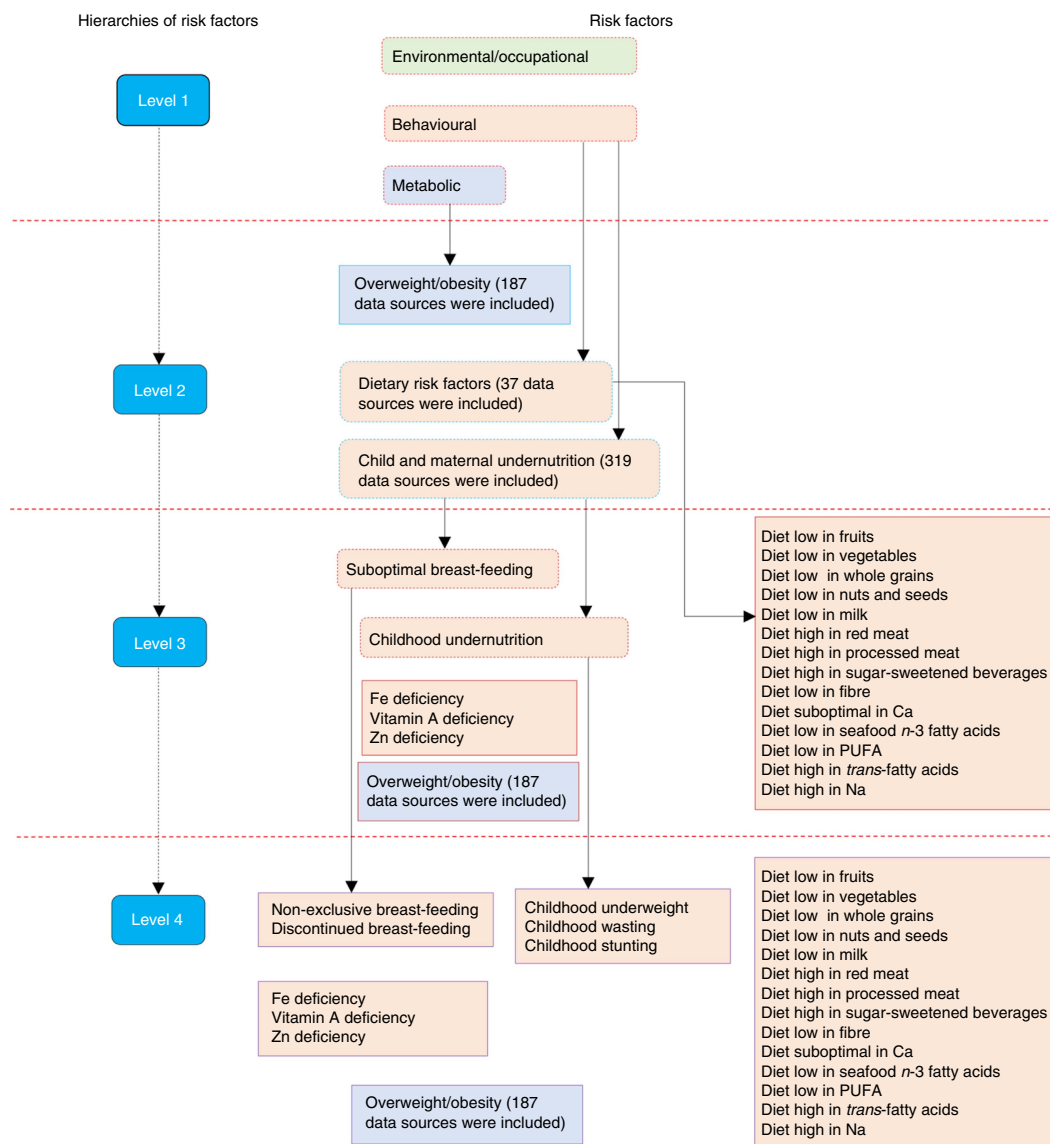 Hierarchies of risk factors
Risk factors
Environmental/occupational
Level 1
Behavioural
Metabolic
Overweight/obesity (187
data sources were included)
Level 2
Dietary risk factors (37 data
sources were included)
Child and maternal undernutrition (319
data sources were included)
Suboptimal breast-feeding
Level 3
Childhood undernutrition
Fe deficiency
Vitamin A deficiency
Zn deficiency
Overweight/obesity (187
data sources were included)
Diet low in fruits
Diet low in vegetables
Diet low in whole grains
Diet low in nuts and seeds
Diet low in milk
Diet high in red meat
Diet high in processed meat
Diet high in sugar-sweetened beverages
Diet low in fibre
Diet suboptimal in Ca
Diet low in seafood n-3 fatty acids
Diet low in PUFA
Diet high in trans-fatty acids
Diet high in Na
Level 4
Non-exclusive breast-feeding
Discontinued breast-feeding
Childhood underweight
Childhood wasting
Childhood stunting
Fe deficiency
Vitamin A deficiency
Zn deficiency
Overweight/obesity (187
data sources were included)
Diet low in fruits
Diet low in vegetables
Diet low in whole grains
Diet low in nuts and seeds
Diet low in milk
Diet high in red meat
Diet high in processed meat
Diet high in sugar-sweetened beverages
Diet low in fibre
Diet suboptimal in Ca
Diet low in seafood n-3 fatty acids
Diet low in PUFA
Diet high in trans-fatty acids
Diet high in Na